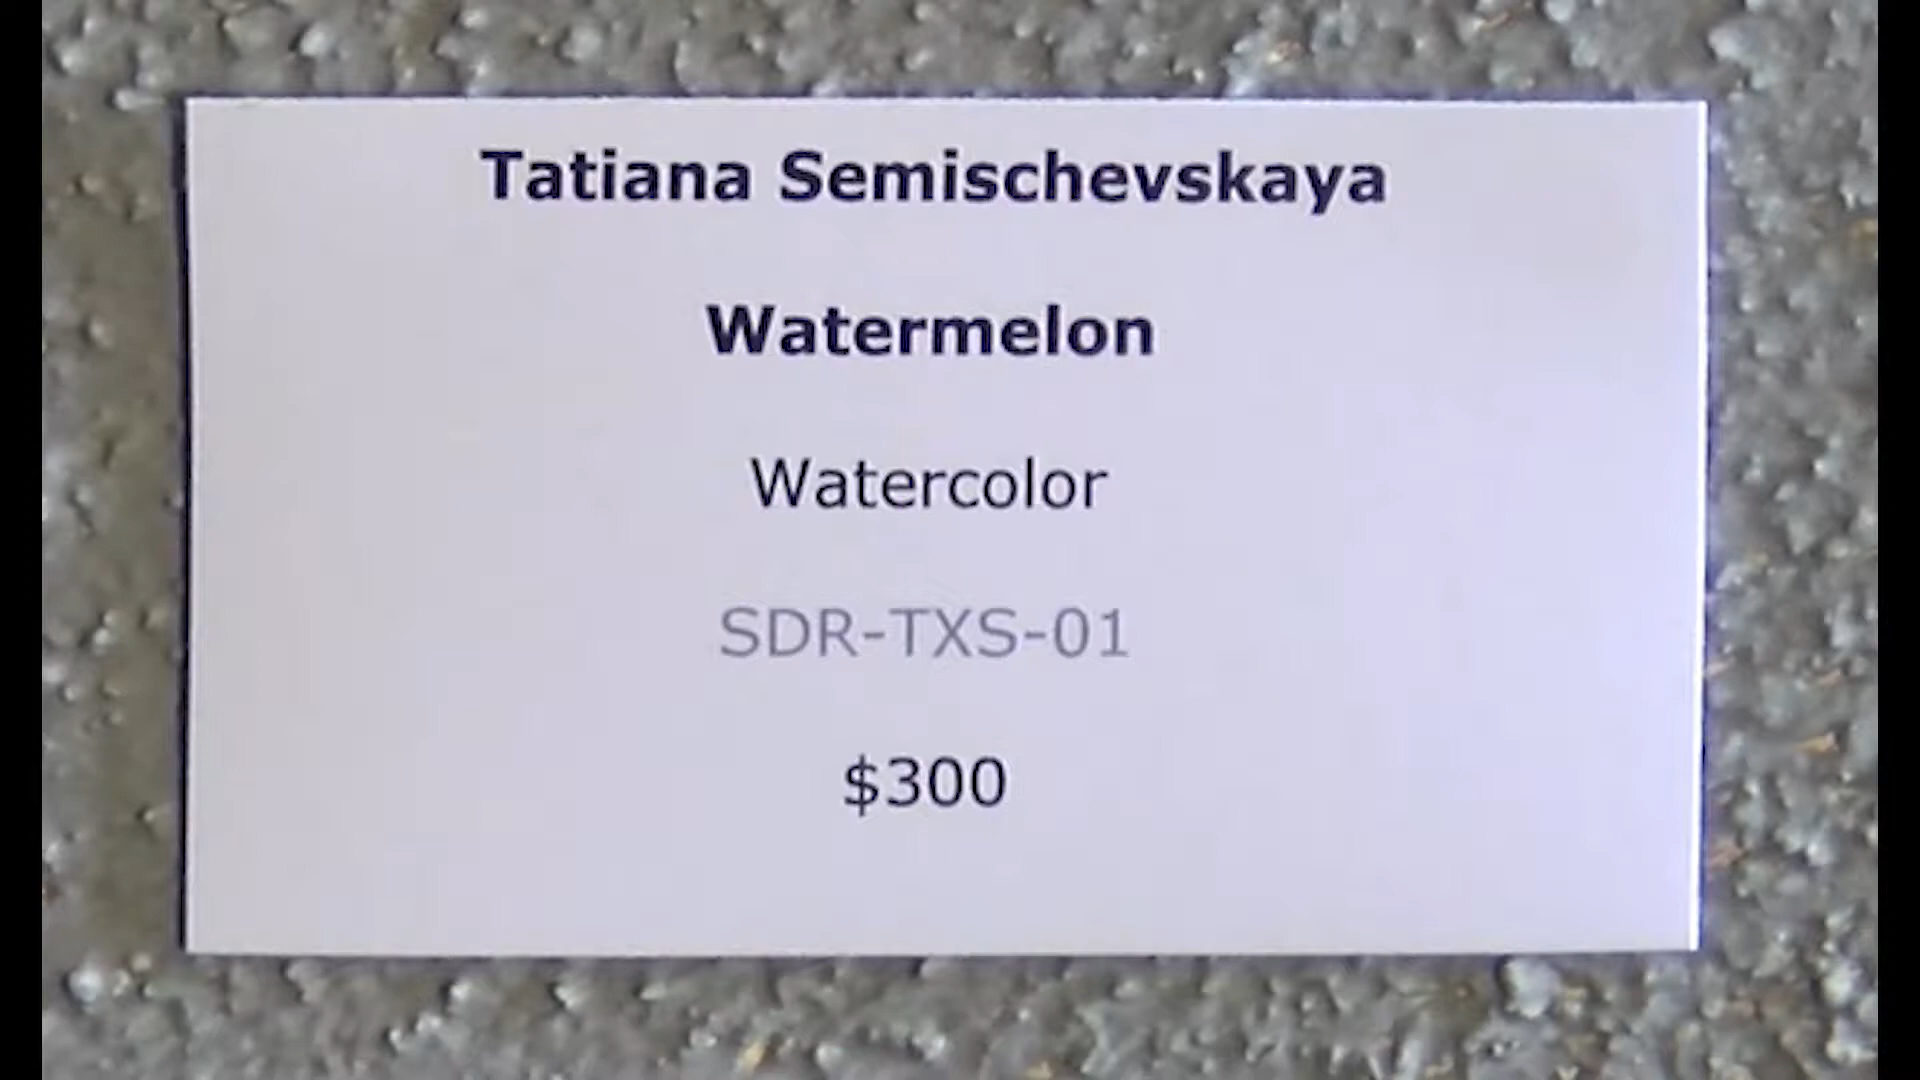 Tatiana Semischevskaya
Watermelon
Watercolor
SDR-TXS-01
$300